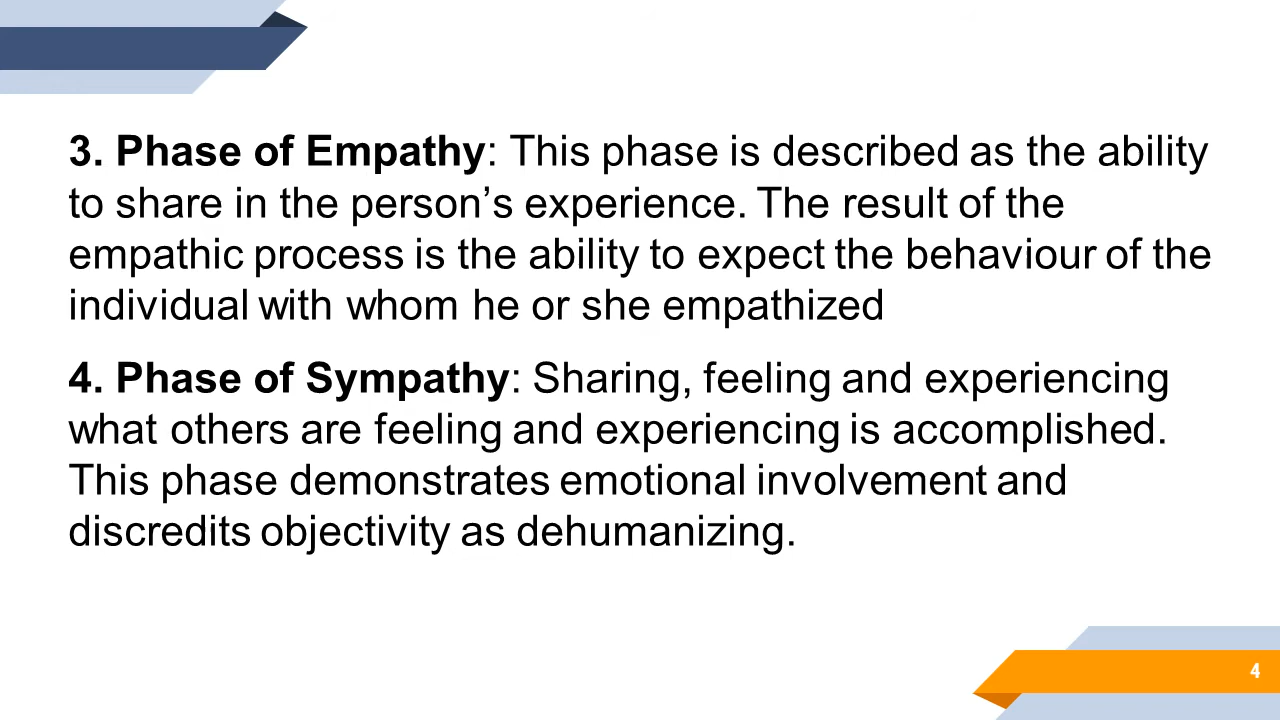 3. Phase of Empathy: This phase is described as the ability
to share in the person’s experience. The result of the
empathic process is the ability to expect the behaviour of the
individual with whom he or she empathized
4. Phase of Sympathy: Sharing, feeling and experiencing
what others are feeling and experiencing is accomplished.
This phase demonstrates emotional involvement and
discredits objectivity as dehumanizing.
4